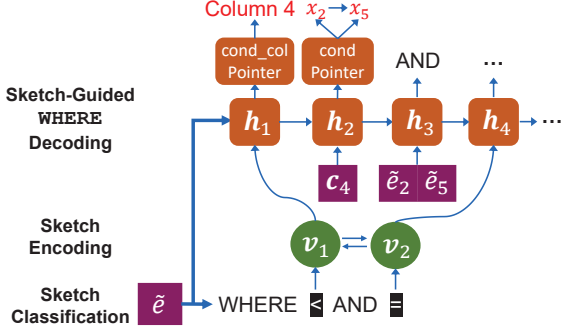 Column 4 x₂ → x₅
cond_col Pointer cond Pointer AND ...
Sketch-Guided WHERE Decoding
h₁ h₂ h₃ h₄ ...
c₄ ẽ₂ ẽ₅
Sketch Encoding
v₁ v₂
Sketch Classification
ẽ WHERE < AND =